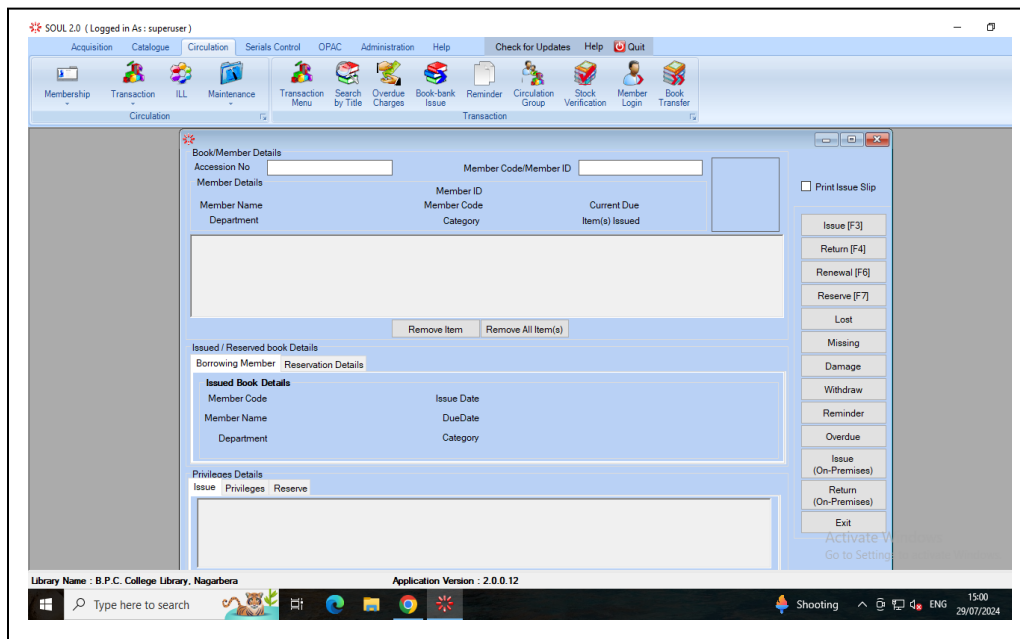 SOUL 2.0 ( Logged in As : superuser )
Acquisition Catalogue Circulation Serials Control OPAC Administration Help Check for Updates Help Quit
Membership Transaction ILL Maintenance Transaction Menu Search by Title Overdue Charges Book-bank Issue Reminder Circulation Group Stock Verification Member Login Book Transfer
Circulation Transaction
Book/Member Details
Accession No Member Code/Member ID
Member Details
Member ID
Member Name Member Code Current Due
Department Category Item(s) Issued
Remove Item Remove All Item(s)
Issued / Reserved book Details
Borrowing Member Reservation Details
Issued Book Details
Member Code Issue Date
Member Name DueDate
Department Category
Privileges Details
Issue Privileges Reserve
Print Issue Slip
Issue [F3]
Return [F4]
Renewal [F6]
Reserve [F7]
Lost
Missing
Damage
Withdraw
Reminder
Overdue
Issue
(On-Premises)
Return
(On-Premises)
Exit
Activate Windows
Go to Settings
Library Name : B.P.C. College Library, Nagarbera Application Version : 2.0.0.12
Type here to search Shooting ENG 15:00
29/07/2024